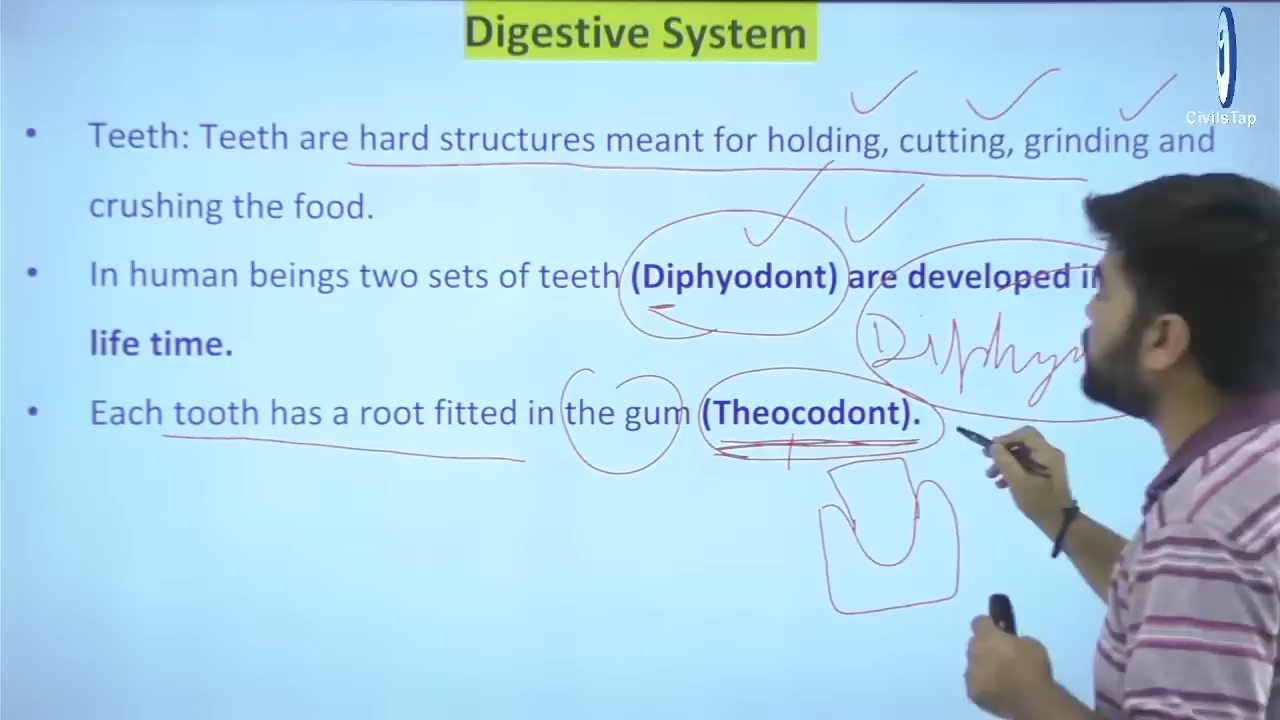 Digestive System
CivilsTap
• Teeth: Teeth are hard structures meant for holding, cutting, grinding and
crushing the food.
• In human beings two sets of teeth (Diphyodont) are developed in
life time.
Diphy
• Each tooth has a root fitted in the gum (Theocodont).